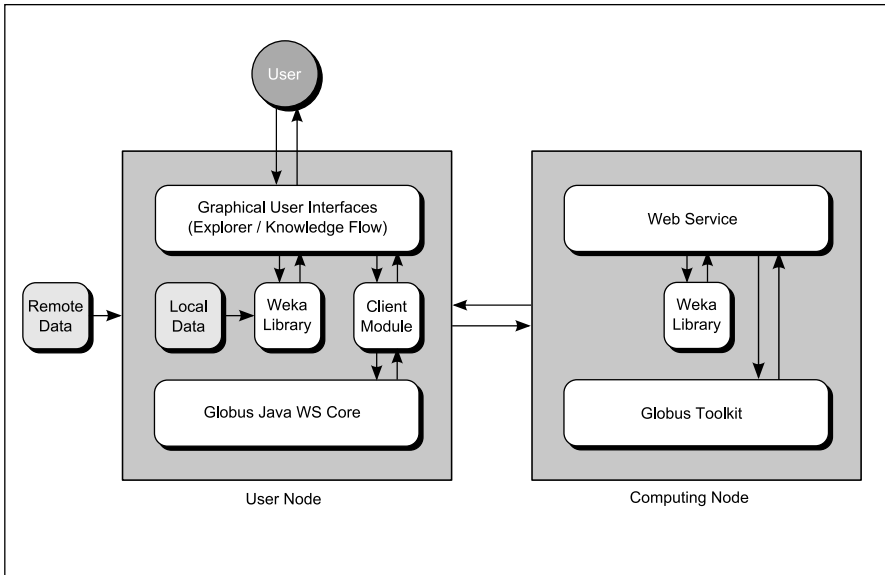 User
Graphical User Interfaces
(Explorer / Knowledge Flow)
Remote
Data
Local
Data
Weka
Library
Client
Module
Globus Java WS Core
User Node
Web Service
Weka
Library
Globus Toolkit
Computing Node